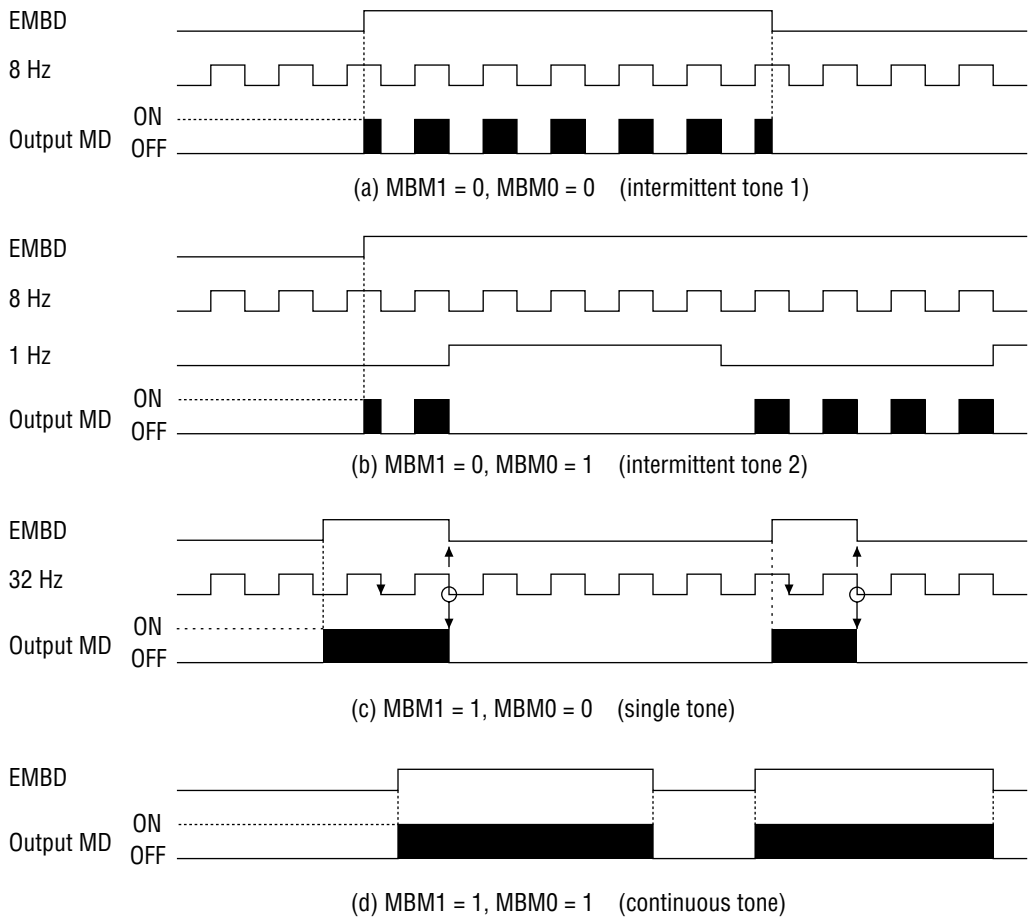 EMBD
8 Hz
ON
Output MD OFF
(a) MBM1 = 0, MBM0 = 0 (intermittent tone 1)
EMBD
8 Hz
1 Hz
ON
Output MD OFF
(b) MBM1 = 0, MBM0 = 1 (intermittent tone 2)
EMBD
32 Hz
ON
Output MD OFF
(c) MBM1 = 1, MBM0 = 0 (single tone)
EMBD
ON
Output MD OFF
(d) MBM1 = 1, MBM0 = 1 (continuous tone)